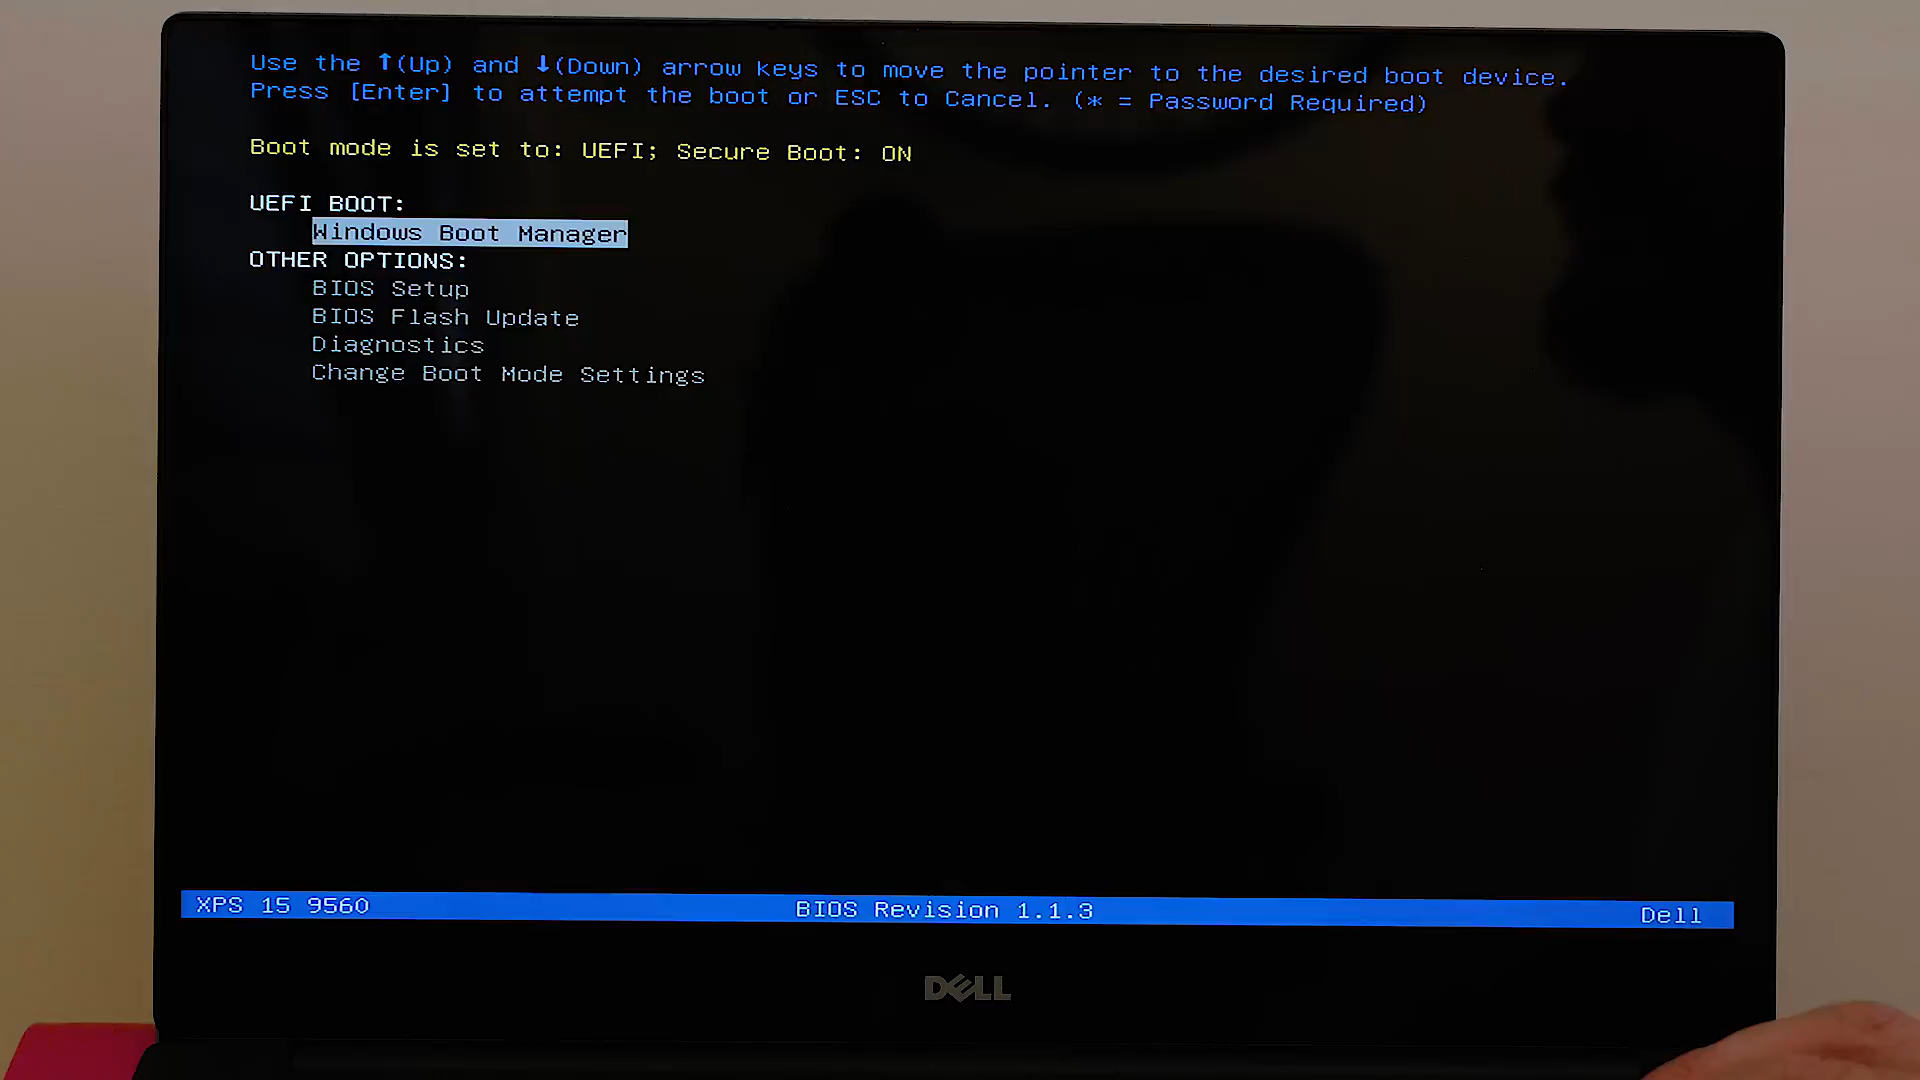 Use the ↑(Up) and ↓(Down) arrow keys to move the pointer to the desired boot device.
Press [Enter] to attempt the boot or ESC to Cancel. (* = Password Required)
Boot mode is set to: UEFI; Secure Boot: ON
UEFI BOOT:
Windows Boot Manager
OTHER OPTIONS:
BIOS Setup
BIOS Flash Update
Diagnostics
Change Boot Mode Settings
XPS 15 9560 BIOS Revision 1.1.3 Dell
DELL